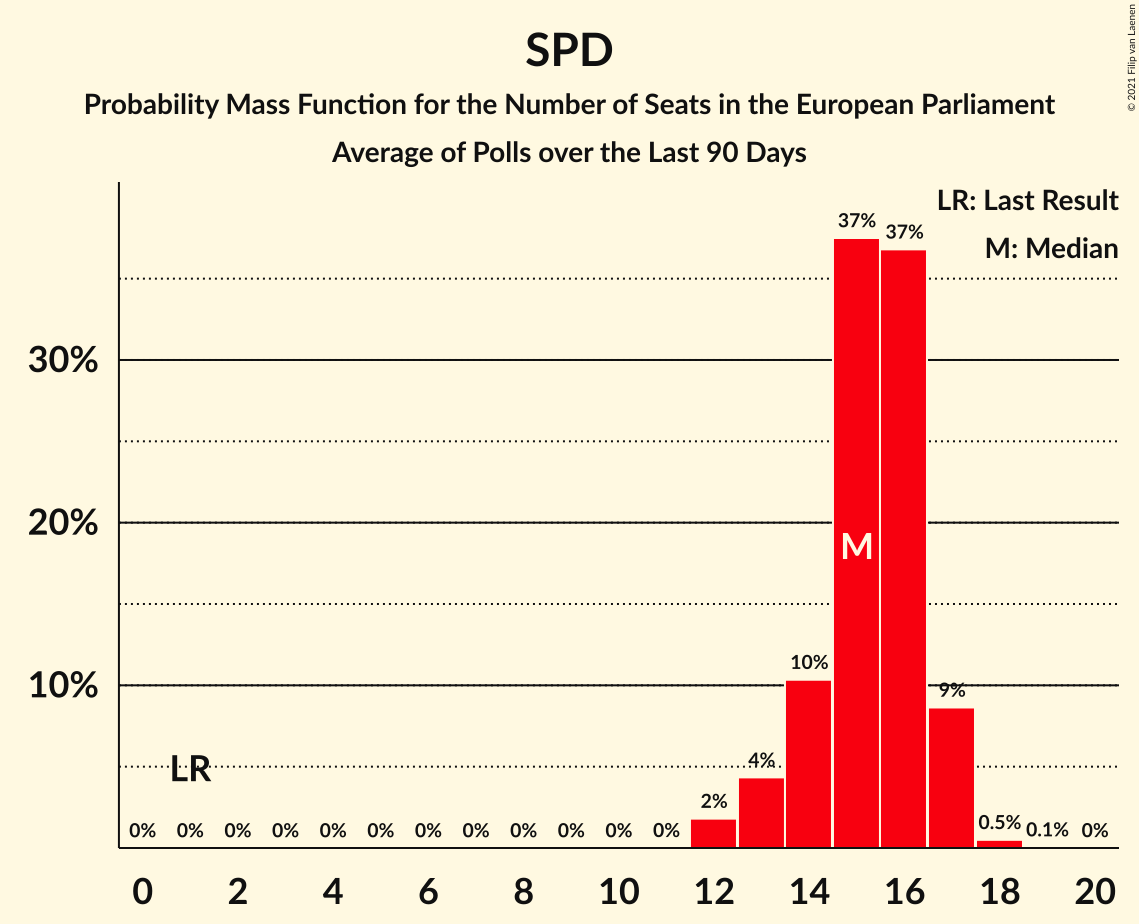 © 2021 Filip van Laenen
SPD
Probability Mass Function for the Number of Seats in the European Parliament
Average of Polls over the Last 90 Days
LR: Last Result
M: Median
37%
37%
30%
20%
M
10%
10%
9%
LR
4%
2%
0% 0% 0% 0% 0% 0% 0% 0% 0% 0% 0% 0% 0.5% 0.1% 0%
0 2 4 6 8 10 12 14 16 18 20